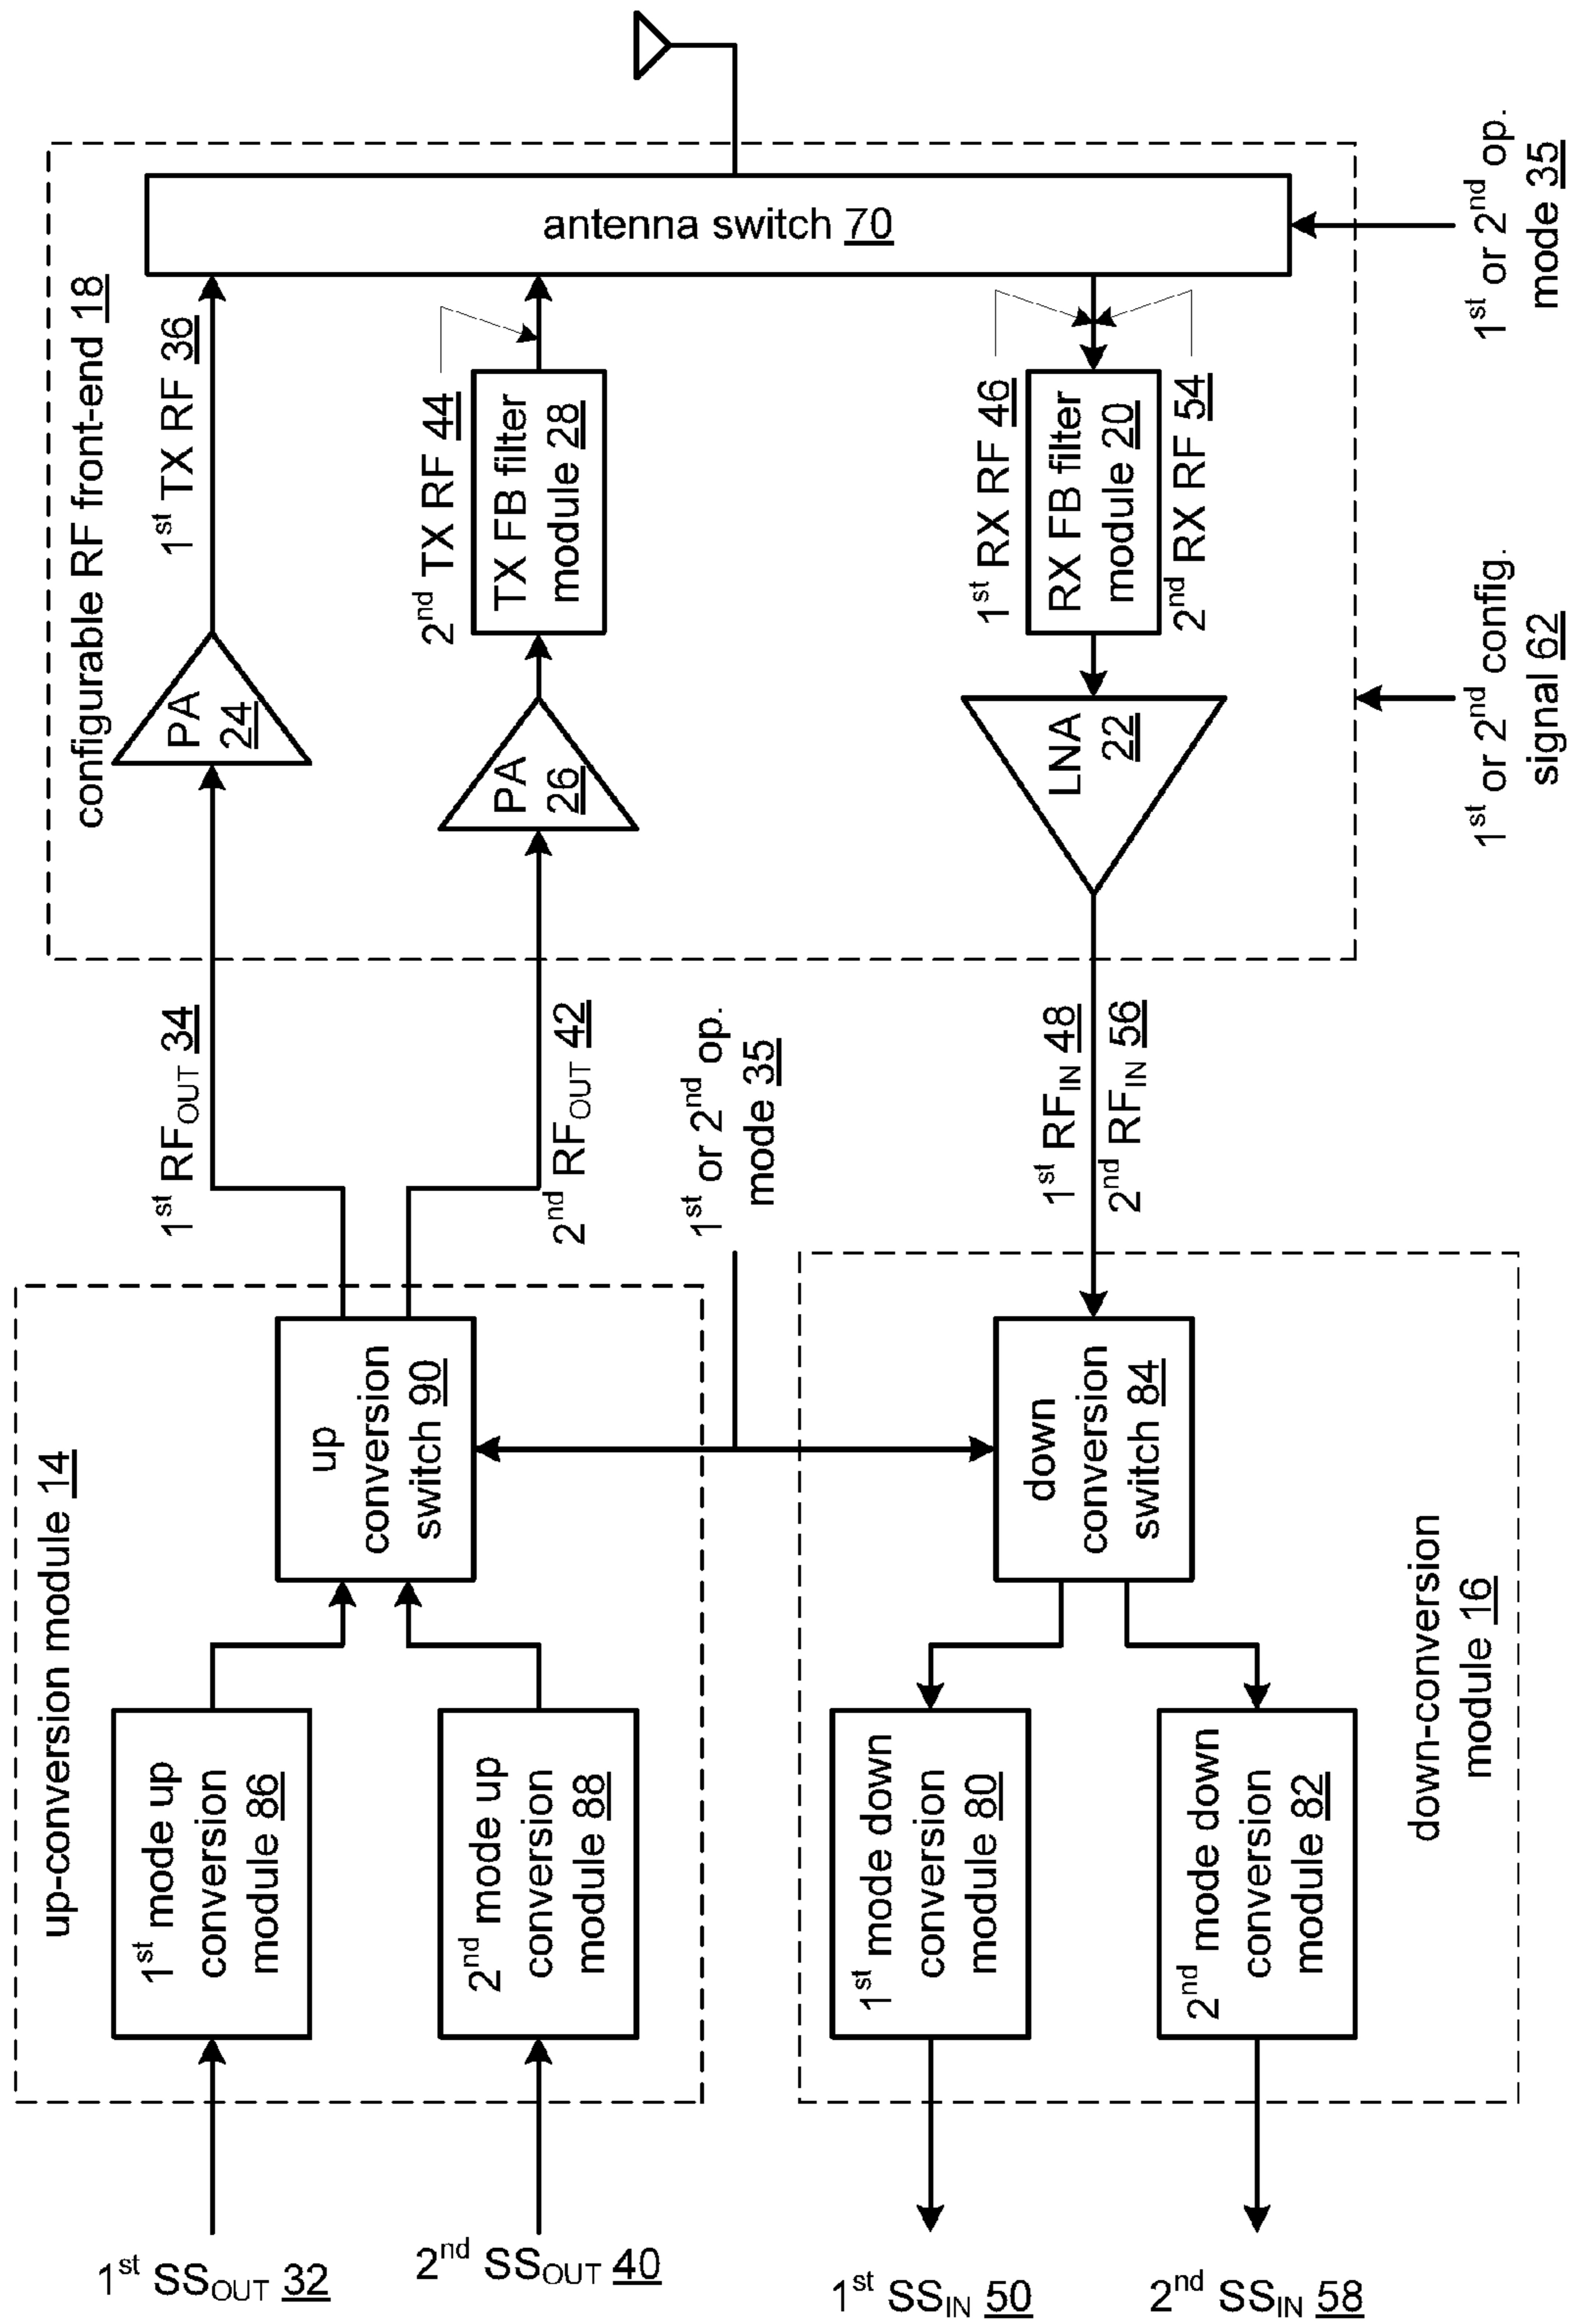 configurable RF front-end 18
1st TX RF 36
PA
24
antenna switch 70
2nd TX RF 44
TX FB filter
module 28
PA
26
1st RX RF 46
RX FB filter
module 20
2nd RX RF 54
LNA
22
1st or 2nd op.
mode 35
1st or 2nd config.
signal 62
1st RFOUT 34
2nd RFOUT 42
1st or 2nd op.
mode 35
1st RFIN 48
2nd RFIN 56
up-conversion module 14
up
conversion
switch 90
1st mode up
conversion
module 86
2nd mode up
conversion
module 88
down
conversion
switch 84
1st mode down
conversion
module 80
2nd mode down
conversion
module 82
down-conversion
module 16
1st SSOUT 32
2nd SSOUT 40
1st SSIN 50
2nd SSIN 58